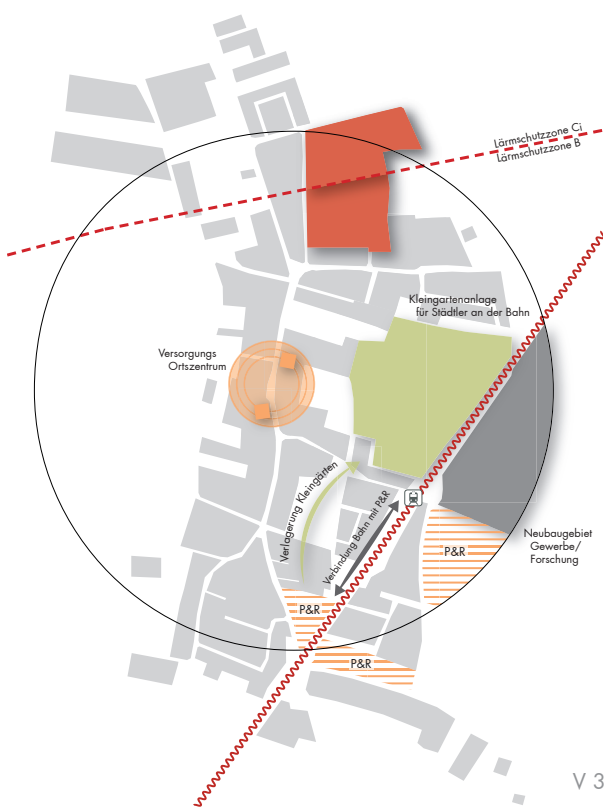 Lärmschutzzone Ci
Lärmschutzzone B
Kleingartenanlage
für Städtler an der Bahn
Versorgungs
Ortszentrum
Verlagerung Kleingärten
Verbindung Bahn mit P&R
P&R
Neubaugebiet
Gewerbe/
Forschung
P&R
P&R
V 3